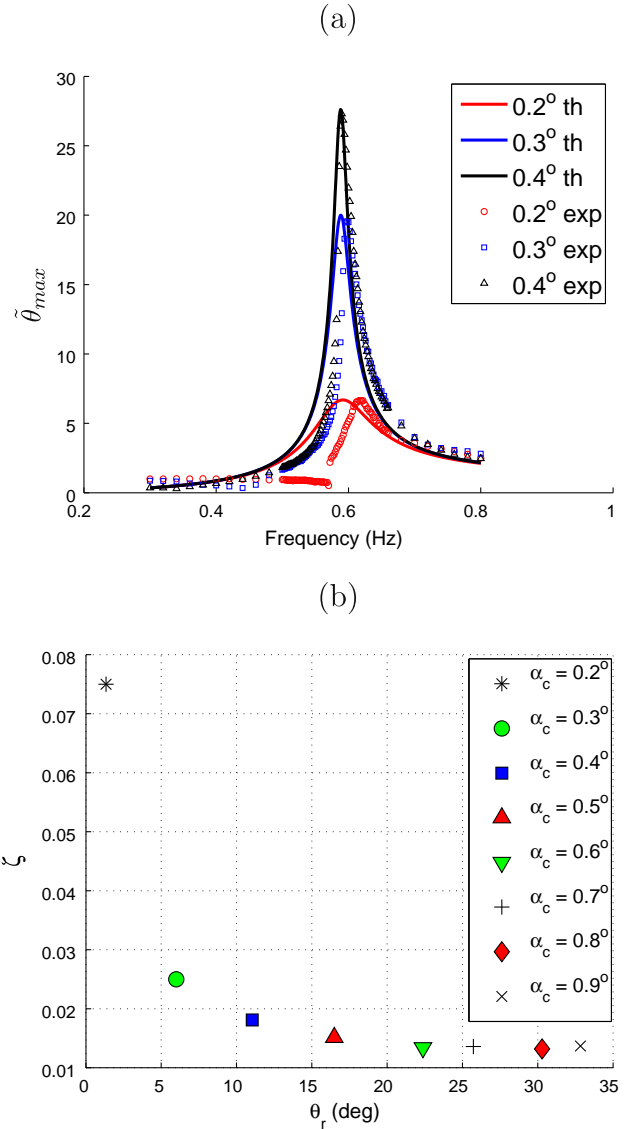 (a)
30
25
20
15
10
5
0
0.2
0.4
0.6
0.8
1
θ̃max
Frequency (Hz)
0.2° th
0.3° th
0.4° th
0.2° exp
0.3° exp
0.4° exp
(b)
0.08
0.07
0.06
0.05
0.04
0.03
0.02
0.01
0
5
10
15
20
25
30
35
ζ
θr (deg)
αc = 0.2°
αc = 0.3°
αc = 0.4°
αc = 0.5°
αc = 0.6°
αc = 0.7°
αc = 0.8°
αc = 0.9°